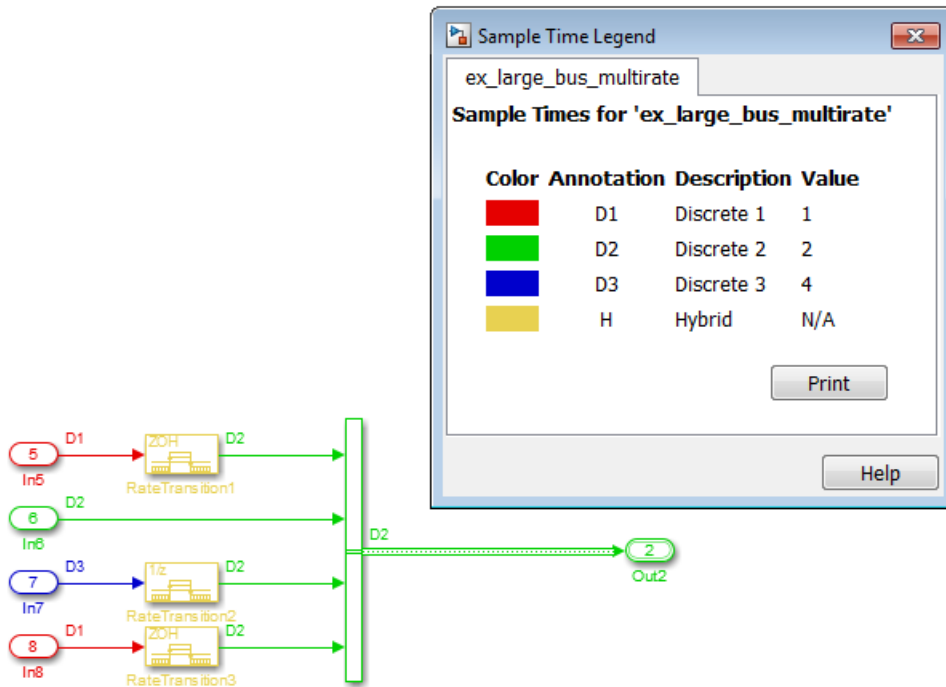 Sample Time Legend
ex_large_bus_multirate
Sample Times for 'ex_large_bus_multirate'
Color Annotation Description Value
D1 Discrete 1 1
D2 Discrete 2 2
D3 Discrete 3 4
H Hybrid N/A
Print
Help
D1 ZOH D2
5
In5 RateTransition1
D2
6
In6
D2
2
Out2
D3 1/z D2
7
In7 RateTransition2
D1 ZOH D2
8
In8 RateTransition3